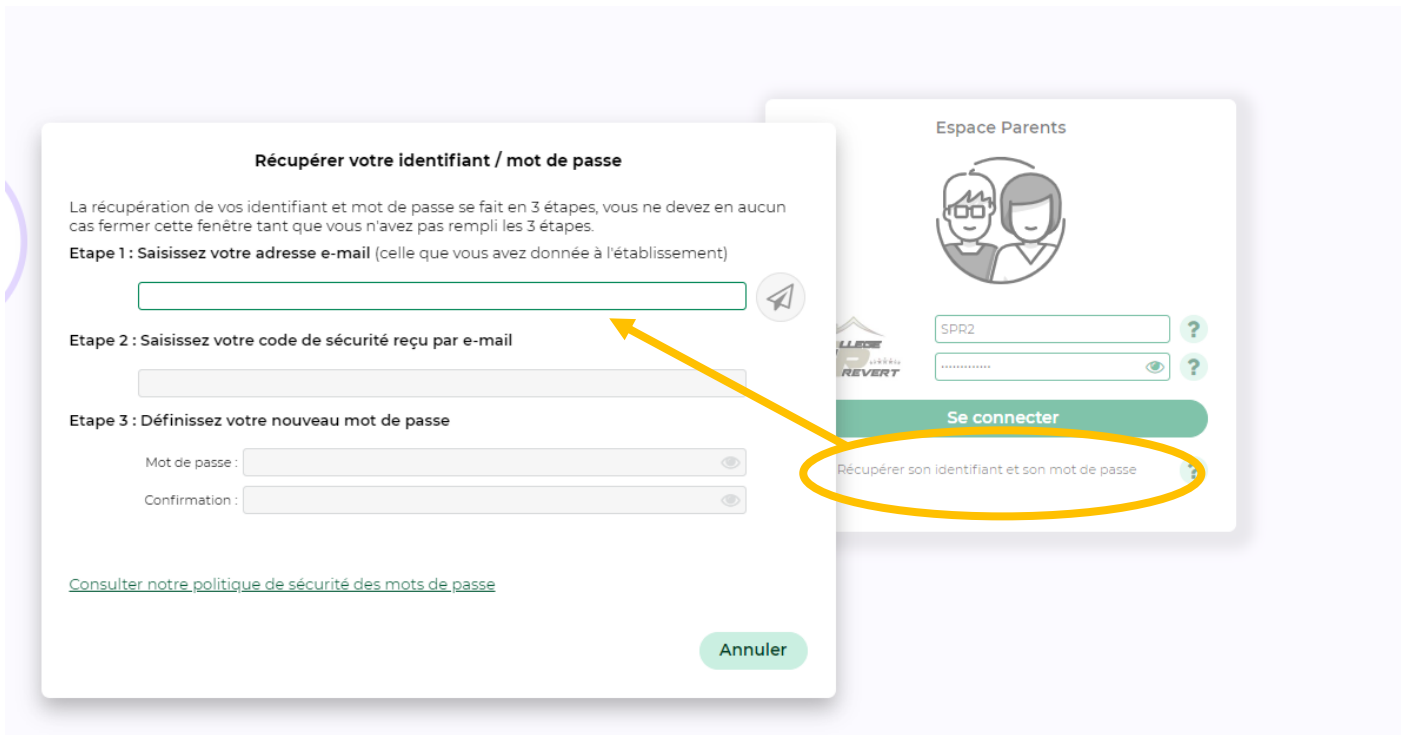 Récupérer votre identifiant / mot de passe
La récupération de vos identifiant et mot de passe se fait en 3 étapes, vous ne devez en aucun
cas fermer cette fenêtre tant que vous n'avez pas rempli les 3 étapes.
Etape 1 : Saisissez votre adresse e-mail (celle que vous avez donnée à l'établissement)
Etape 2 : Saisissez votre code de sécurité reçu par e-mail
Etape 3 : Définissez votre nouveau mot de passe
Mot de passe :
Confirmation :
Consulter notre politique de sécurité des mots de passe
Annuler
Espace Parents
LLEGE
REVERT
SPR2
?
?
Se connecter
Récupérer son identifiant et son mot de passe
?